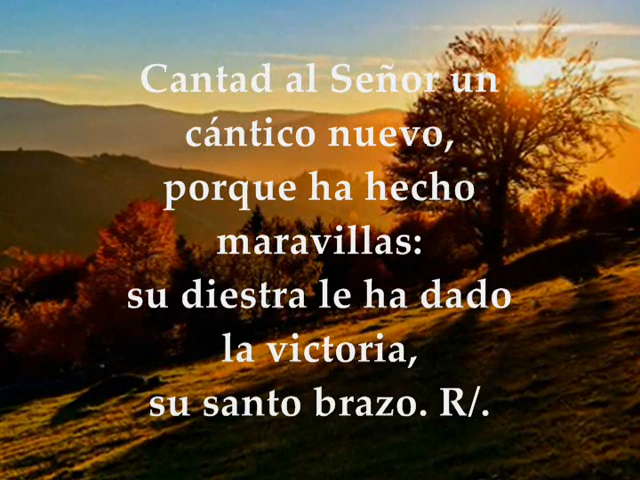 Cantad al Señor un
cántico nuevo,
porque ha hecho
maravillas:
su diestra le ha dado
la victoria,
su santo brazo. R/.